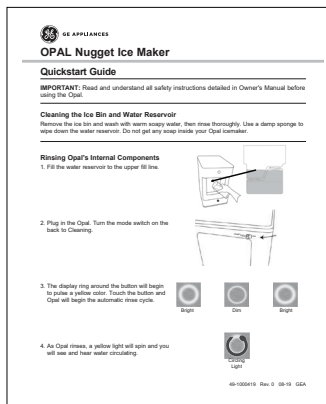 GE APPLIANCES
OPAL Nugget Ice Maker
Quickstart Guide
IMPORTANT: Read and understand all safety instructions detailed in Owner's Manual before
using the Opal.
Cleaning the Ice Bin and Water Reservoir
Remove the ice bin and wash with warm soapy water, then rinse thoroughly. Use a damp sponge to
wipe down the water reservoir. Do not get any soap inside your Opal icemaker.
Rinsing Opal's Internal Components
1. Fill the water reservoir to the upper fill line.
2. Plug in the Opal. Turn the mode switch on the
back to Cleaning.
3. The display ring around the button will begin
to pulse a yellow color. Touch the button and
Opal will begin the automatic rinse cycle.
Bright
Dim
Bright
4. As Opal rinses, a yellow light will spin and you
will see and hear water circulating.
Circling
Light
49-1000419 Rev. 0 08-19 GEA